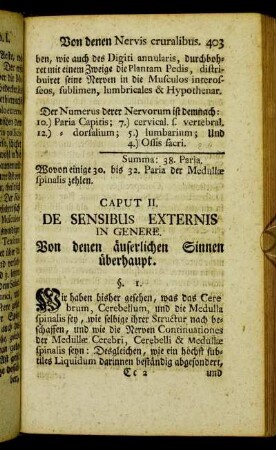 Von denen Nervis cruralibus. 403
ben, wie auch des Digiti annularis, durchboh-
ret mit einem Zweige die Plantam Pedis, distri-
buiret seine Nerven in die Musculos interos-
seos, sublimen, lumbricales & Hypothenar.
Der Numerus derer Nervorum ist demnach:
10.) Paria Capitis; 7.) cervical. s. vertebral.
12.) = dorsalium; 5.) lumbarium; Und
4.) Ossis sacri.
Summa: 38. Paria.
Wovon einige 30. bis 32. Paria der Medullæ
spinalis zehlen.
CAPUT II.
DE SENSIBUS EXTERNIS
IN GENERE.
Von denen äuserlichen Sinnen
überhaupt.
§. 1.
Wir haben bisher gesehen, was das Cere
brum, Cerebellum, und die Medulla
spinalis sey, wie selbige ihrer Structur nach be-
schaffen, und wie die Nerven Continuationes
der Medullæ Cerebri, Cerebelli & Medullæ
spinalis seyn: Desgleichen, wie ein höchst sub-
tiles Liquidum darinnen beständig abgesondert,
Cc 2 und